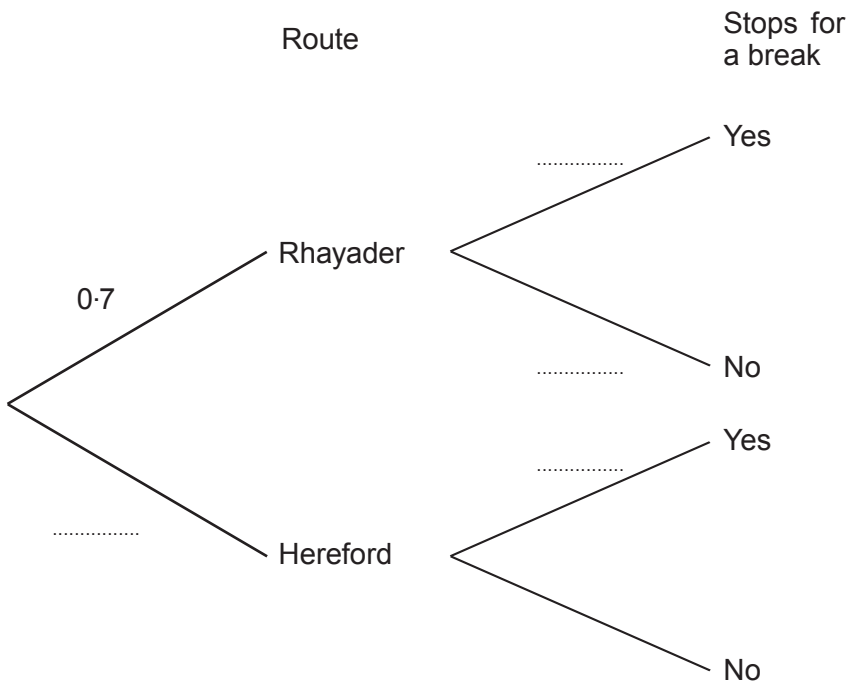 Route
Stops for
a break
Yes
................
Rhayader
0·7
No
................
Yes
................
................
Hereford
No